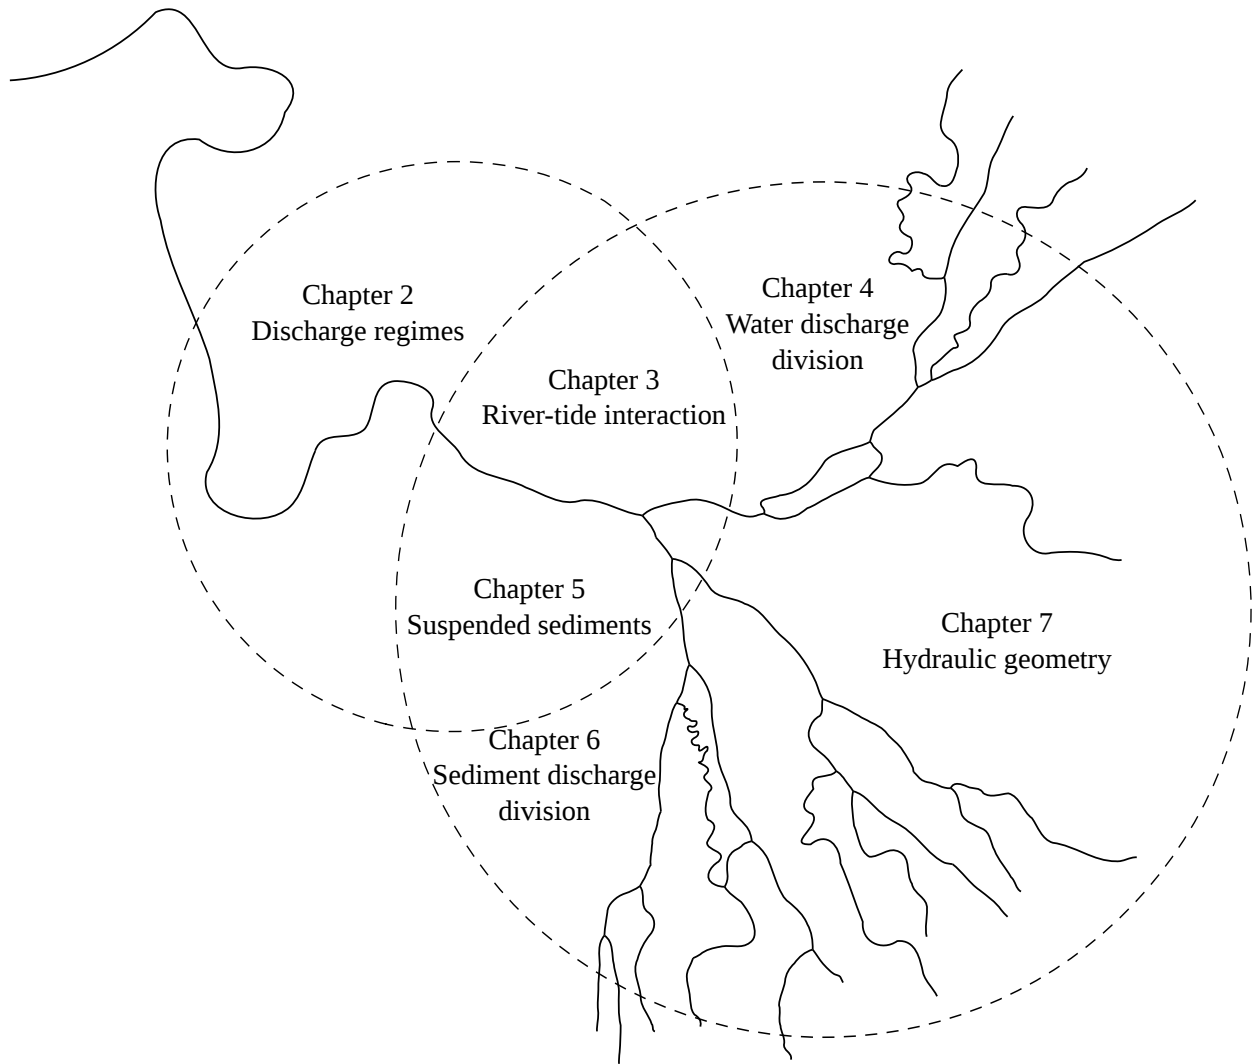 Chapter 2
Discharge regimes
Chapter 3
River-tide interaction
Chapter 4
Water discharge
division
Chapter 5
Suspended sediments
Chapter 6
Sediment discharge
division
Chapter 7
Hydraulic geometry